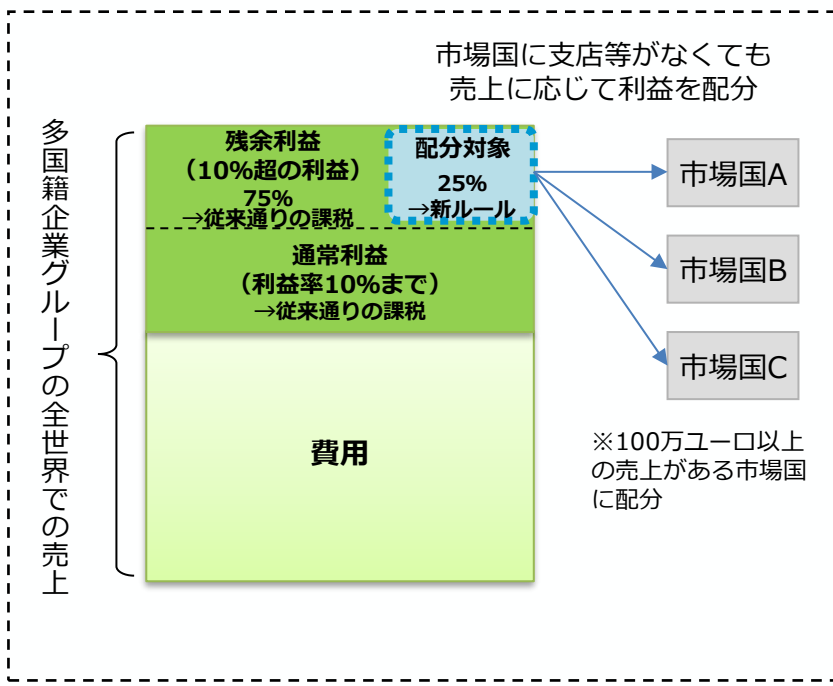 市場国に支店等がなくても
売上に応じて利益を配分
多国籍企業グループの全世界での売上
残余利益
（10%超の利益）
75%
→従来通りの課税
配分対象
25%
→新ルール
通常利益
（利益率10%まで）
→従来通りの課税
費用
市場国A
市場国B
市場国C
※100万ユーロ以上
の売上がある市場国
に配分